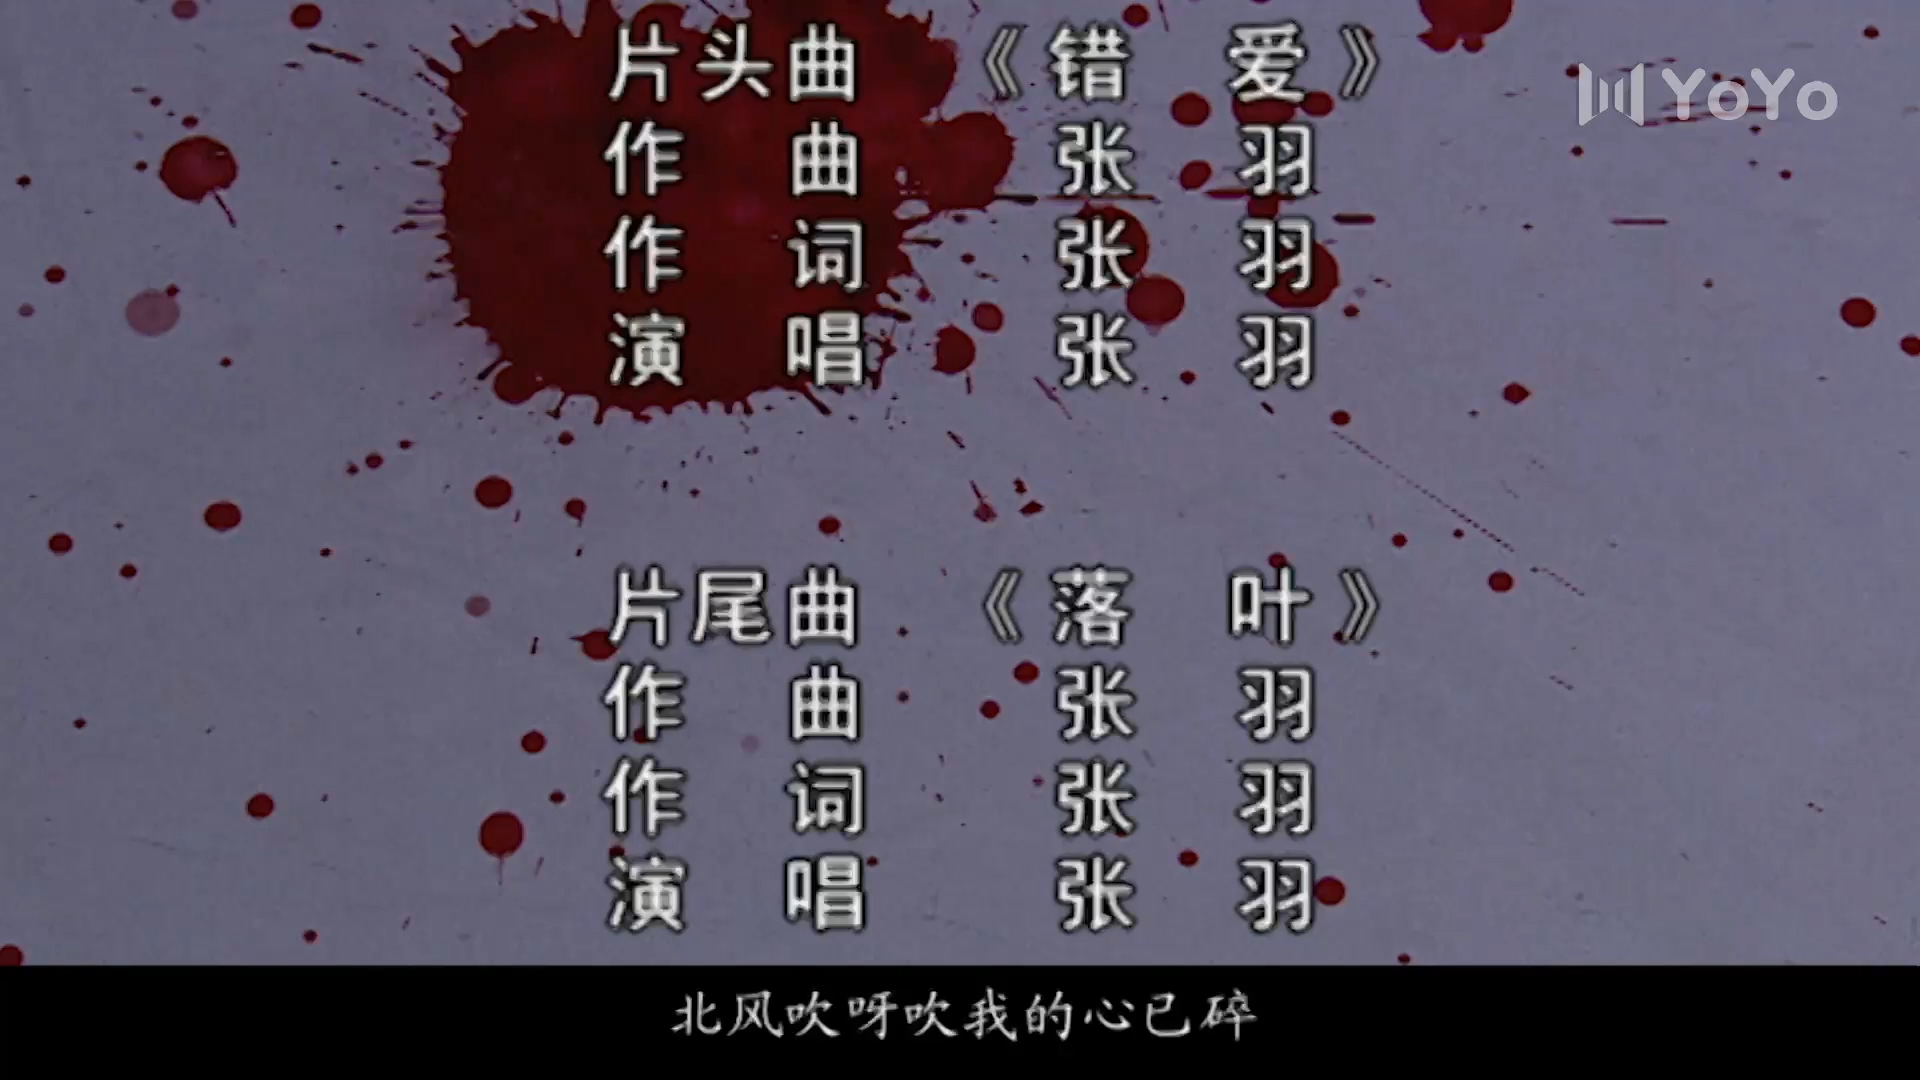 片头曲 《错 爱》
YoYo
作 曲 张 羽
作 词 张 羽
演 唱 张 羽
片尾曲 《落 叶》
作 曲 张 羽
作 词 张 羽
演 唱 张 羽
北风吹呀吹我的心已碎